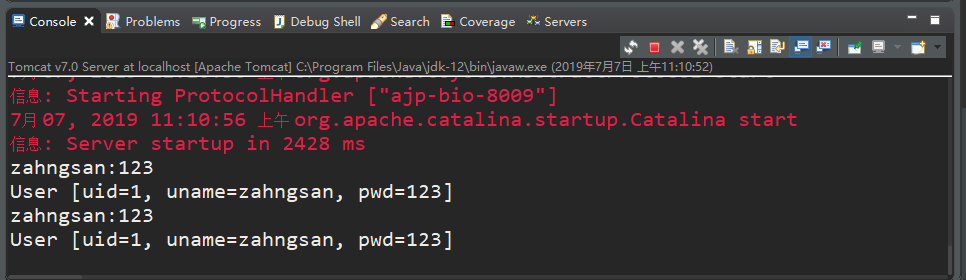 Console Problems Progress Debug Shell Search Coverage Servers
Tomcat v7.0 Server at localhost [Apache Tomcat] C:\Program Files\Java\jdk-12\bin\javaw.exe (2019年7月7日 上午11:10:52)
信息: Starting ProtocolHandler ["ajp-bio-8009"]
7月 07, 2019 11:10:56 上午 org.apache.catalina.startup.Catalina start
信息: Server startup in 2428 ms
zahngsan:123
User [uid=1, uname=zahngsan, pwd=123]
zahngsan:123
User [uid=1, uname=zahngsan, pwd=123]